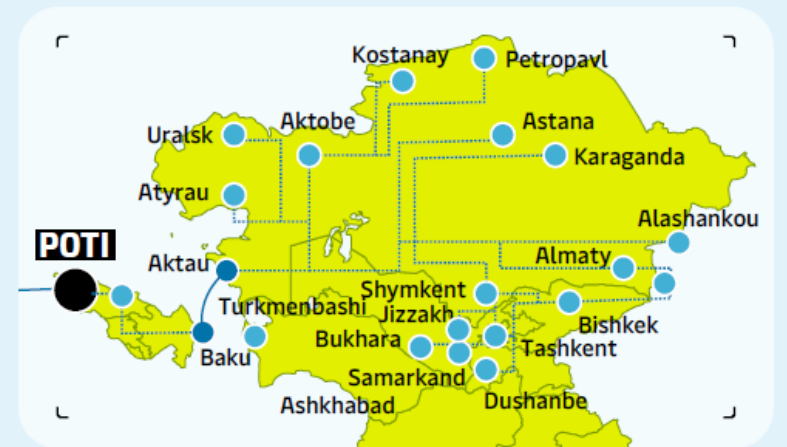 Kostanay
Petropavl
Aktobe
Astana
Uralsk
Karaganda
Atyrau
Alashankou
POTI
Aktau
Almaty
Shymkent
Turkmenbashi
Jizzakh
Bishkek
Bukhara
Tashkent
Baku
Samarkand
Ashkhabad
Dushanbe